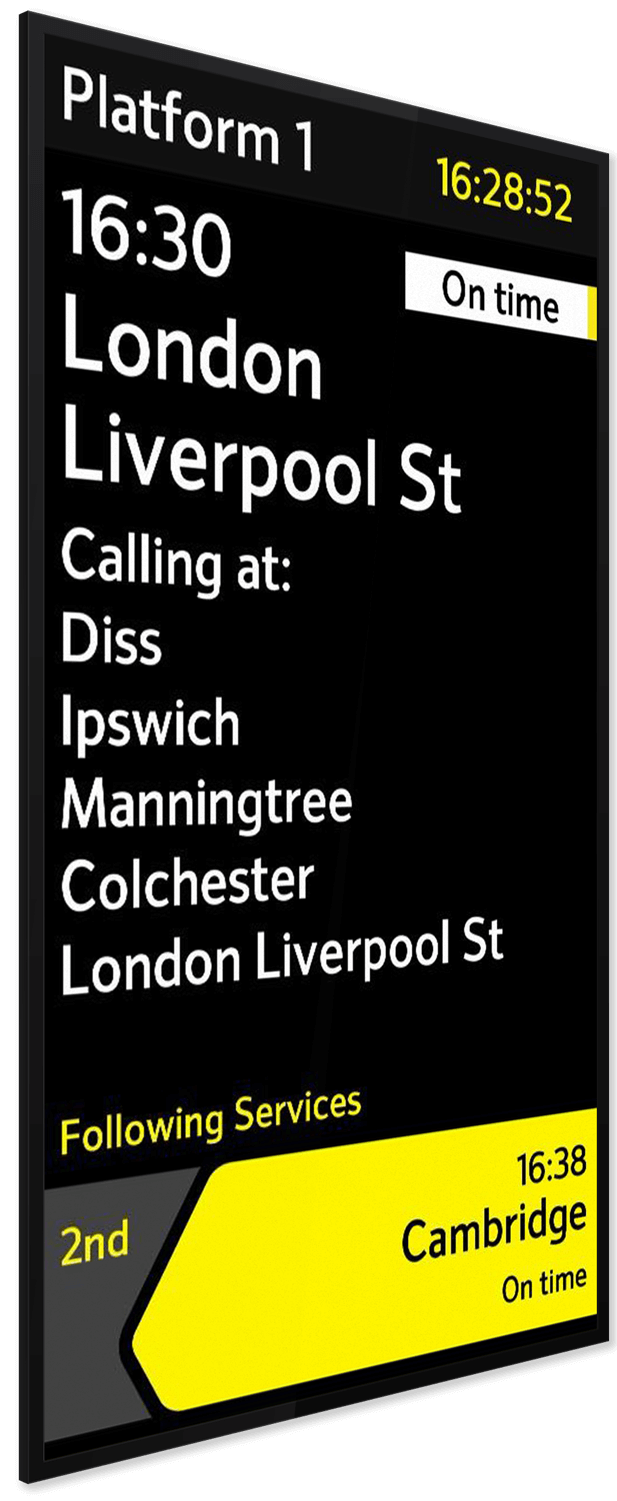 Platform 1
16:28:52
16:30
On time
London
Liverpool St
Calling at:
Diss
Ipswich
Manningtree
Colchester
London Liverpool St
Following Services
2nd
16:38
Cambridge
On time